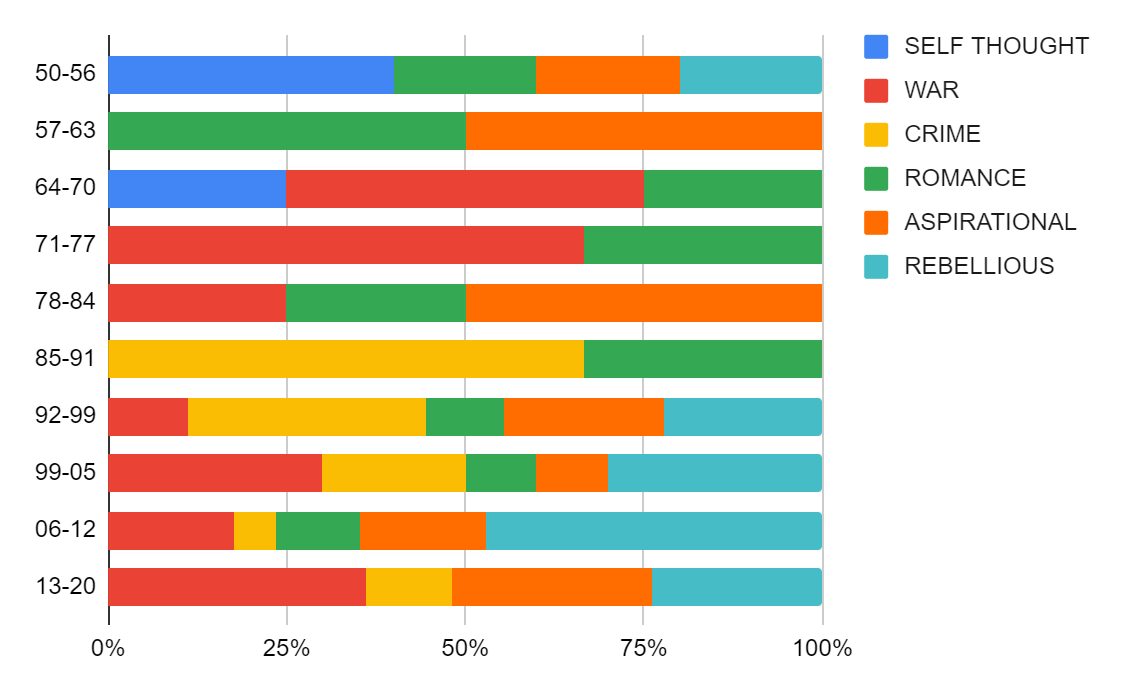 50-56
57-63
64-70
71-77
78-84
85-91
92-99
99-05
06-12
13-20
0%
25%
50%
75%
100%
SELF THOUGHT
WAR
CRIME
ROMANCE
ASPIRATIONAL
REBELLIOUS